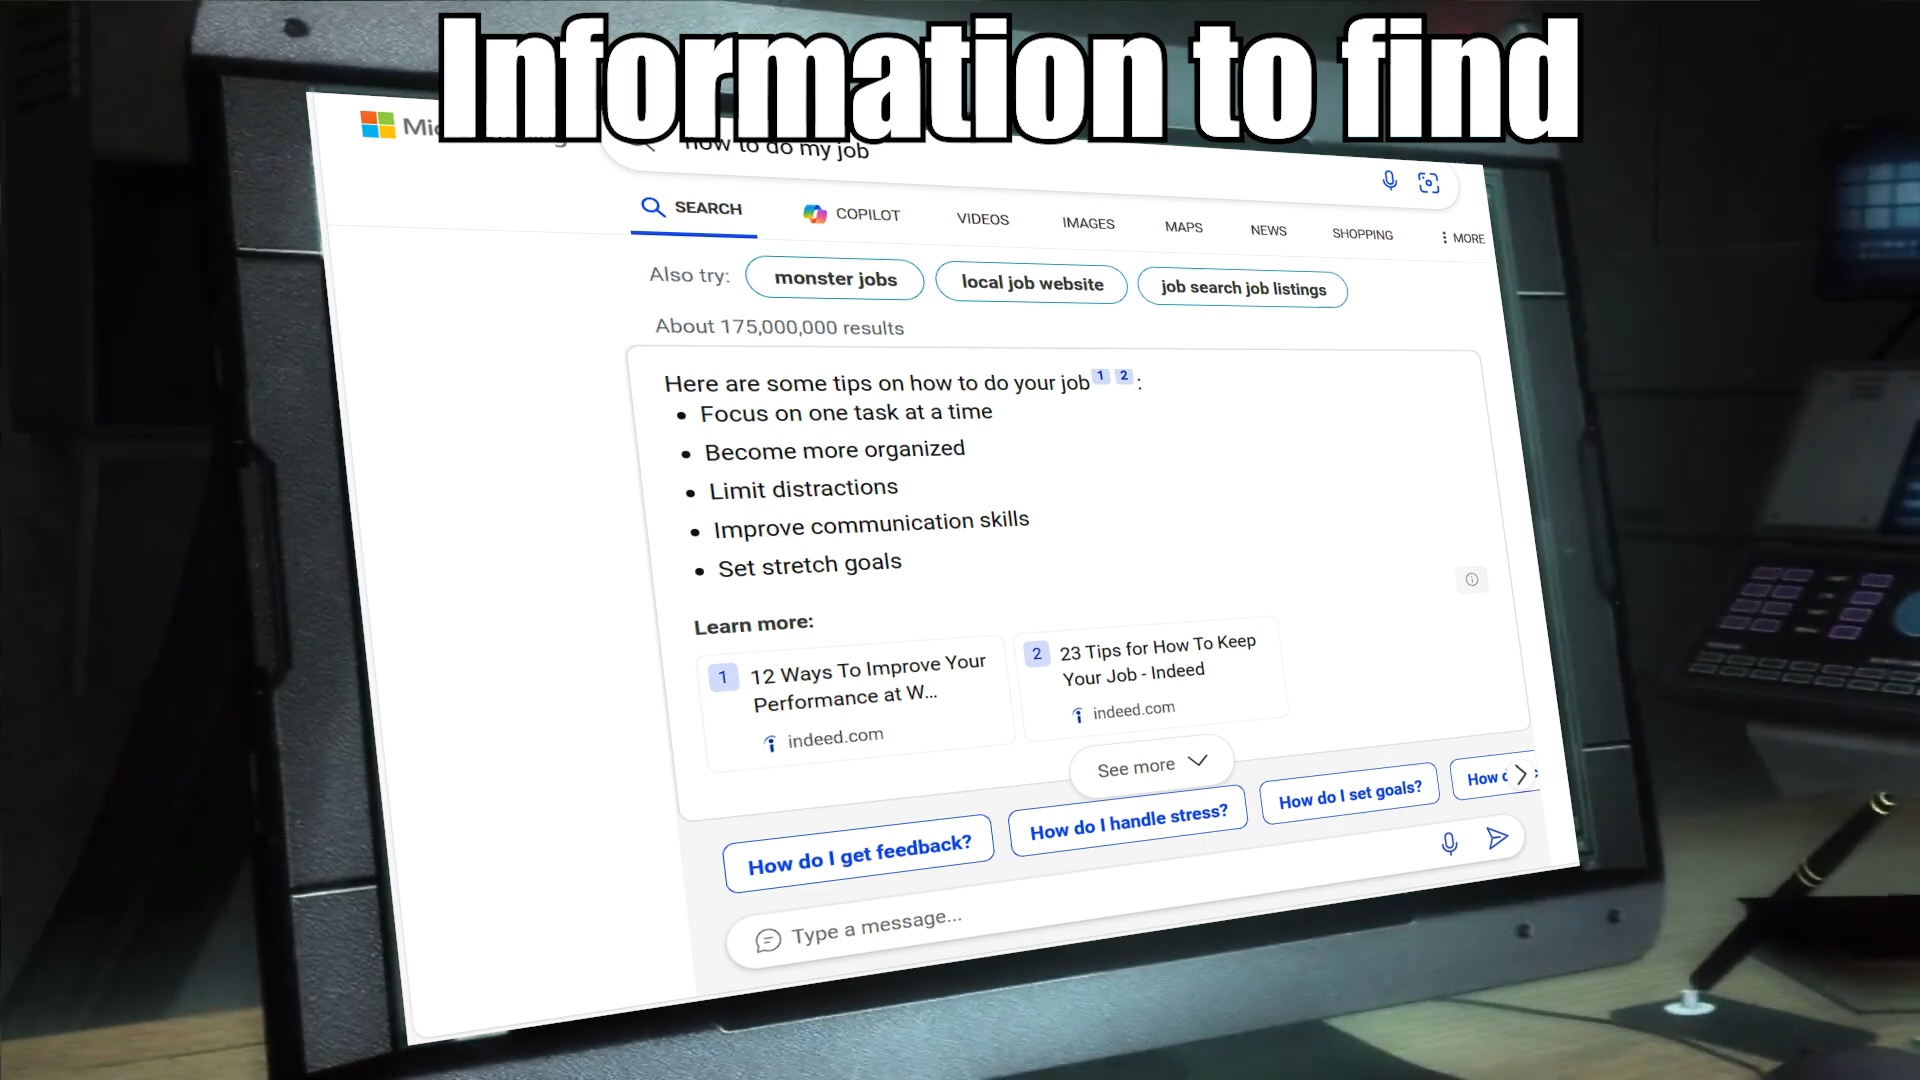 Information to find
how to do my job
SEARCH
COPILOT
VIDEOS
IMAGES
MAPS
NEWS
SHOPPING
MORE
Also try:
monster jobs
local job website
job search job listings
About 175,000,000 results
Here are some tips on how to do your job 1 2 :
• Focus on one task at a time
• Become more organized
• Limit distractions
• Improve communication skills
• Set stretch goals
Learn more:
1 12 Ways To Improve Your
Performance at W...
indeed.com
2 23 Tips for How To Keep
Your Job - Indeed
indeed.com
See more
How do I get feedback?
How do I handle stress?
How do I set goals?
How
Type a message...